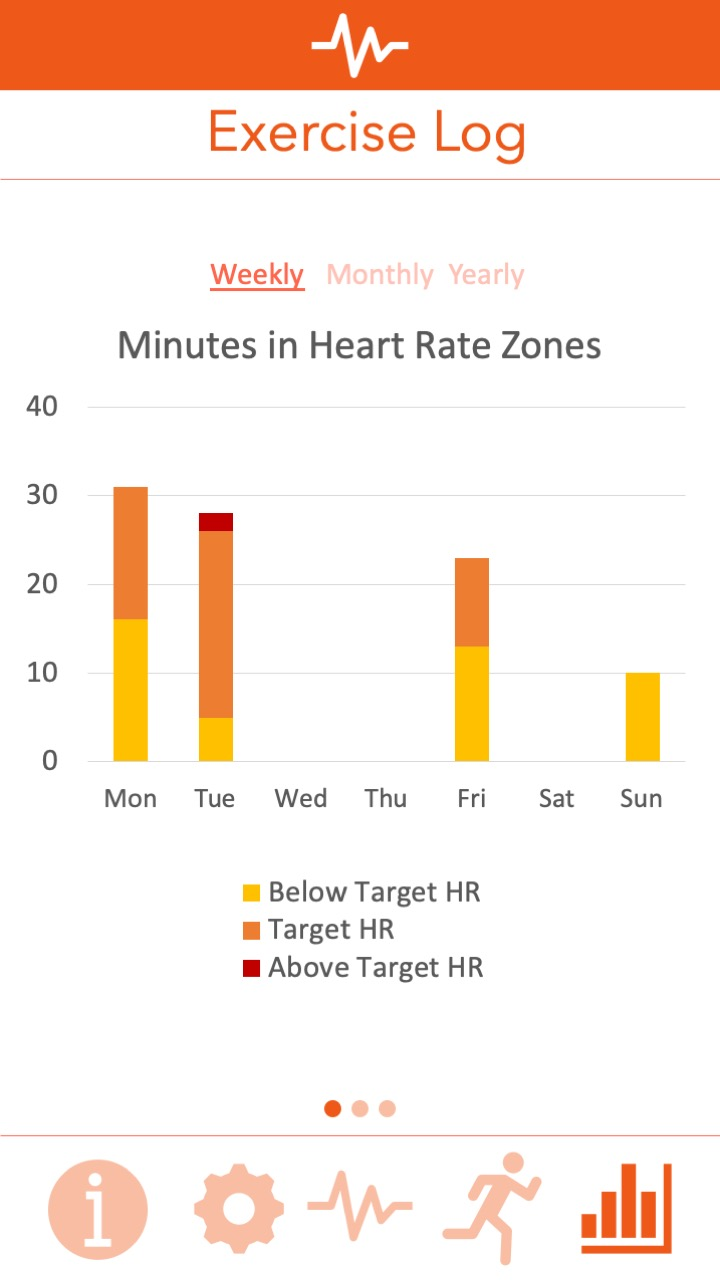 Exercise Log
Weekly Monthly Yearly
Minutes in Heart Rate Zones
40
30
20
10
0
Mon Tue Wed Thu Fri Sat Sun
Below Target HR
Target HR
Above Target HR
i